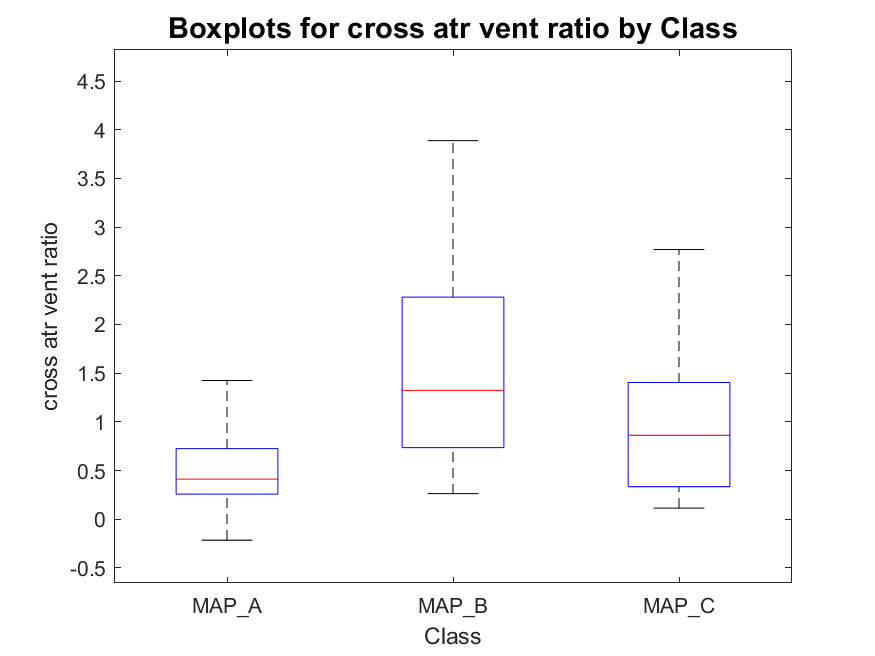 Boxplots for cross atr vent ratio by Class
4.5
4
3.5
3
2.5
2
1.5
1
0.5
0
-0.5
cross atr vent ratio
MAP_A MAP_B MAP_C
Class